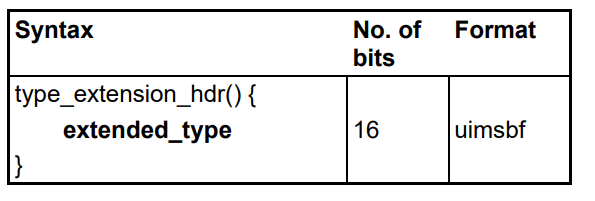 Syntax No. of bits Format
type_extension_hdr() {
extended_type 16 uimsbf
}